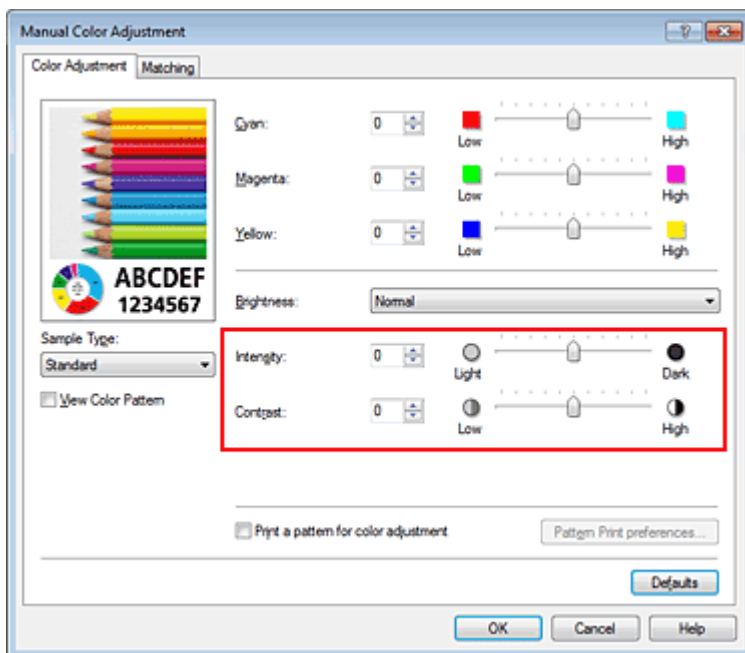 Manual Color Adjustment
Color Adjustment
Matching
ABCDEF
1234567
Sample Type:
Standard
View Color Pattern
Cyan:
0
Low
High
Magenta:
0
Low
High
Yellow:
0
Low
High
Brightness:
Normal
Intensity:
0
Light
Dark
Contrast:
0
Low
High
Print a pattern for color adjustment
Pattern Print preferences...
Defaults
OK
Cancel
Help